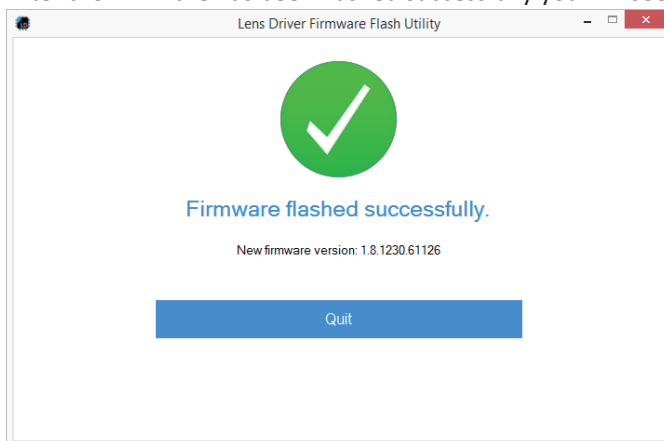 Lens Driver Firmware Flash Utility
Firmware flashed successfully.
New firmware version: 1.8.1230.61126
Quit